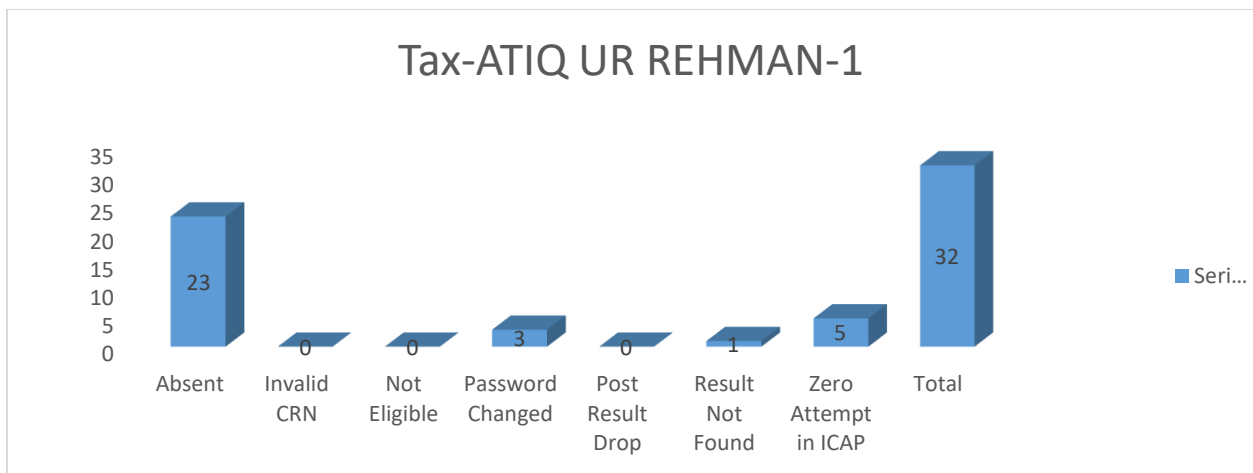 Tax-ATIQ UR REHMAN-1
35
30
25
20
15
10
5
0
23
0
0
3
0
1
5
32
Absent
Invalid
CRN
Not
Eligible
Password
Changed
Post
Result
Drop
Result
Not
Found
Zero
Attempt
in ICAP
Total
Seri...